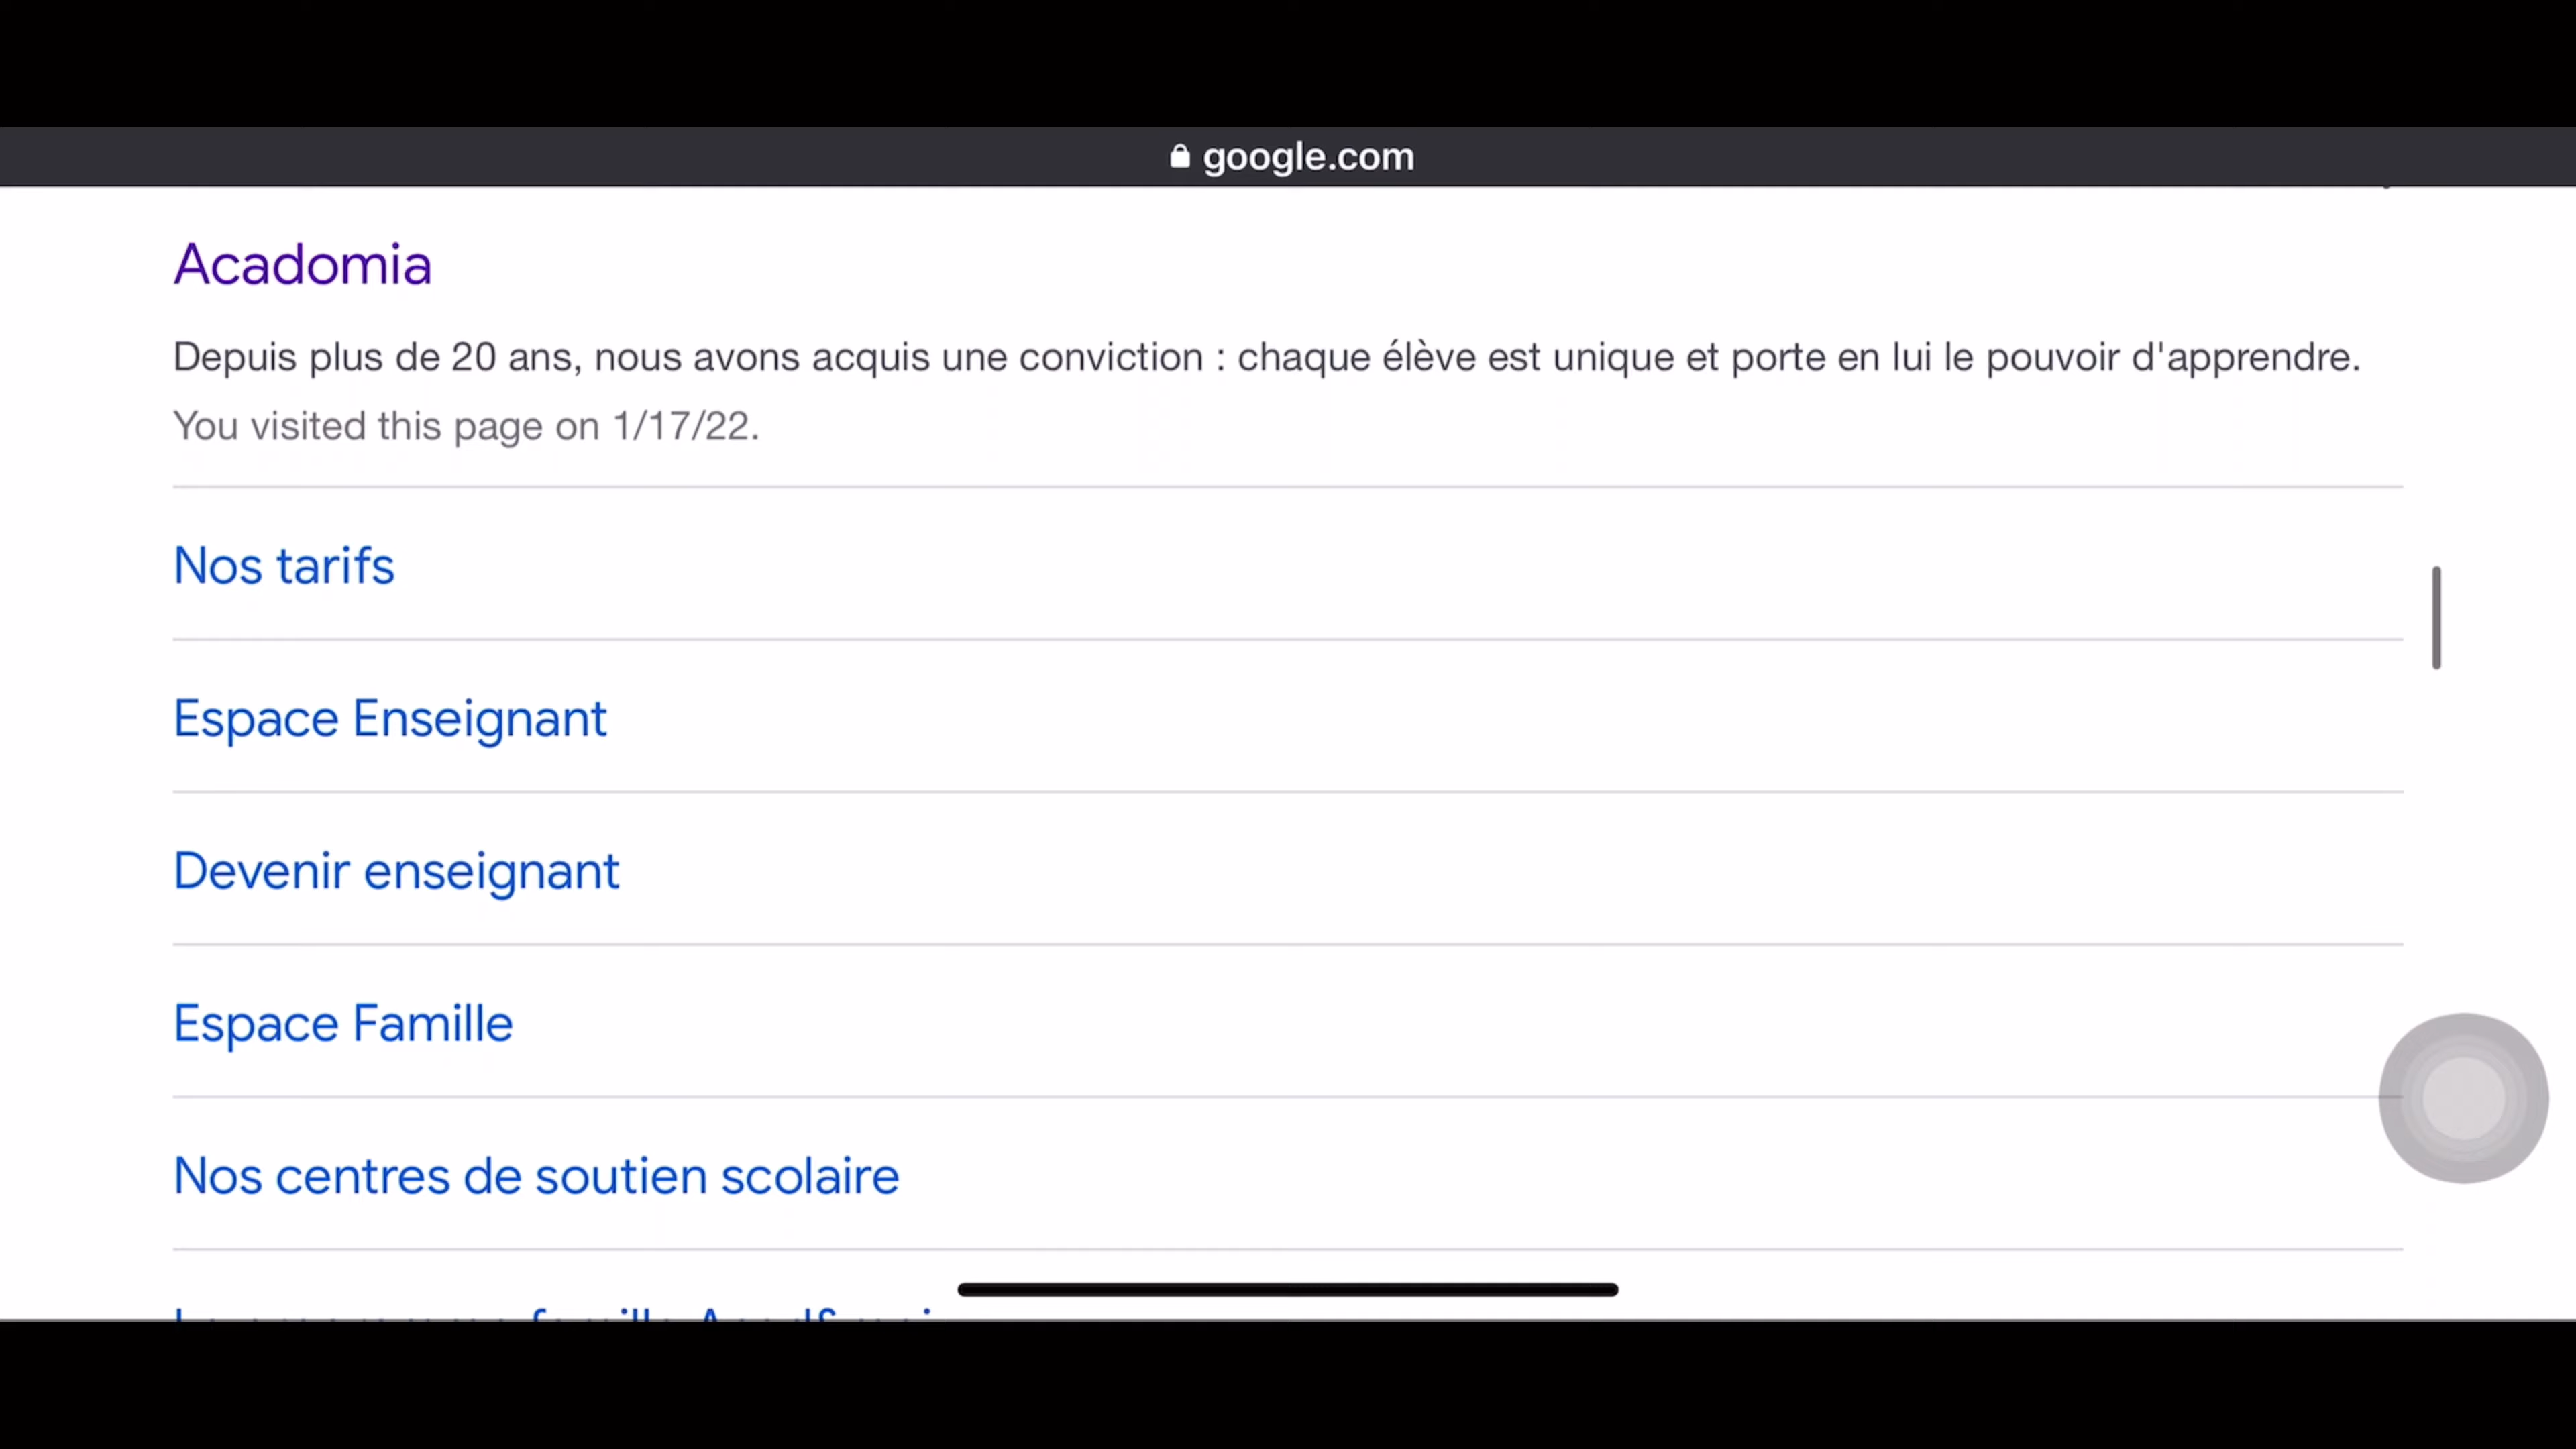 google.com
Acadomia
Depuis plus de 20 ans, nous avons acquis une conviction : chaque élève est unique et porte en lui le pouvoir d'apprendre.
You visited this page on 1/17/22.
Nos tarifs
Espace Enseignant
Devenir enseignant
Espace Famille
Nos centres de soutien scolaire